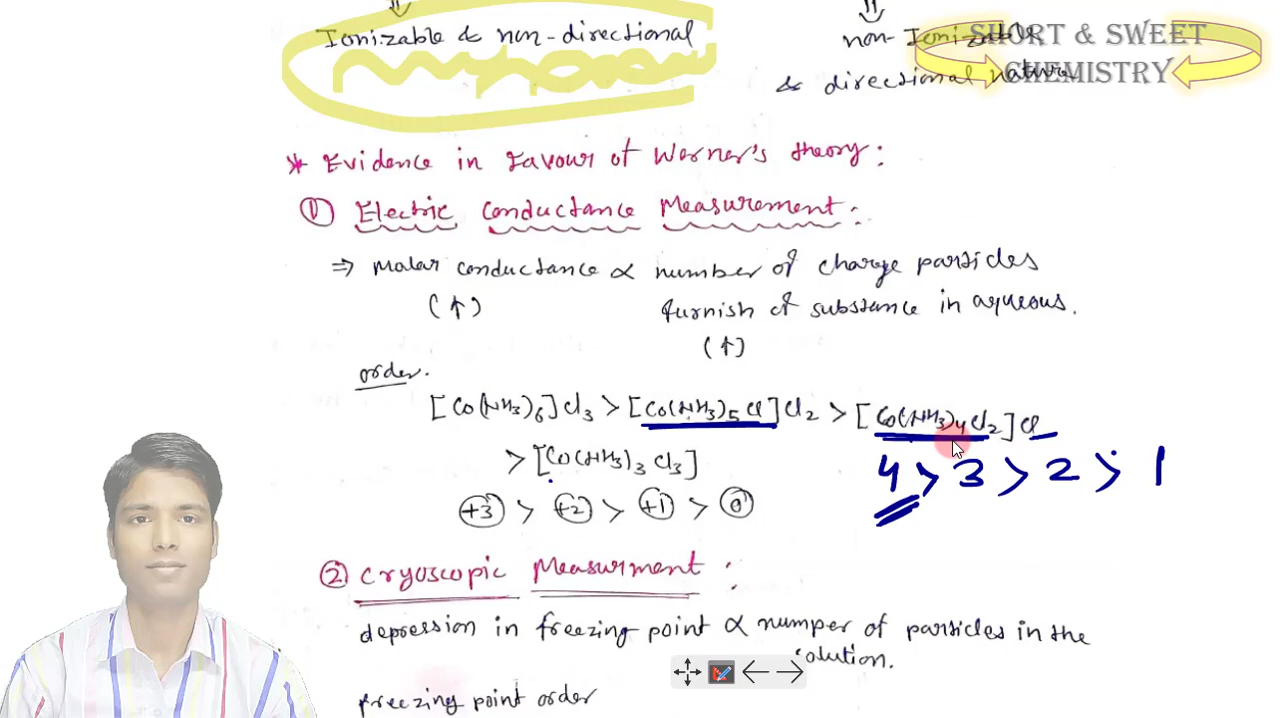 Ionizable & non-directional
non-Ionizable
& directional nature
SHORT & SWEET
CHEMISTRY
* Evidence in favour of Werner's theory:
① Electric Conductance Measurement:
⇒ Molar conductance ∝ number of charge particles
(↑) furnish of substance in aqueous.
(↑)
order.
[Co(NH3)6]Cl3 > [Co(NH3)5Cl]Cl2 > [Co(NH3)4Cl2]Cl
> [Co(NH3)3Cl3]
4 > 3 > 2 > 1
+3 > +2 > +1 > 0
② Cryoscopic Measurment:
depression in freezing point ∝ number of particles in the
solution.
freezing point order